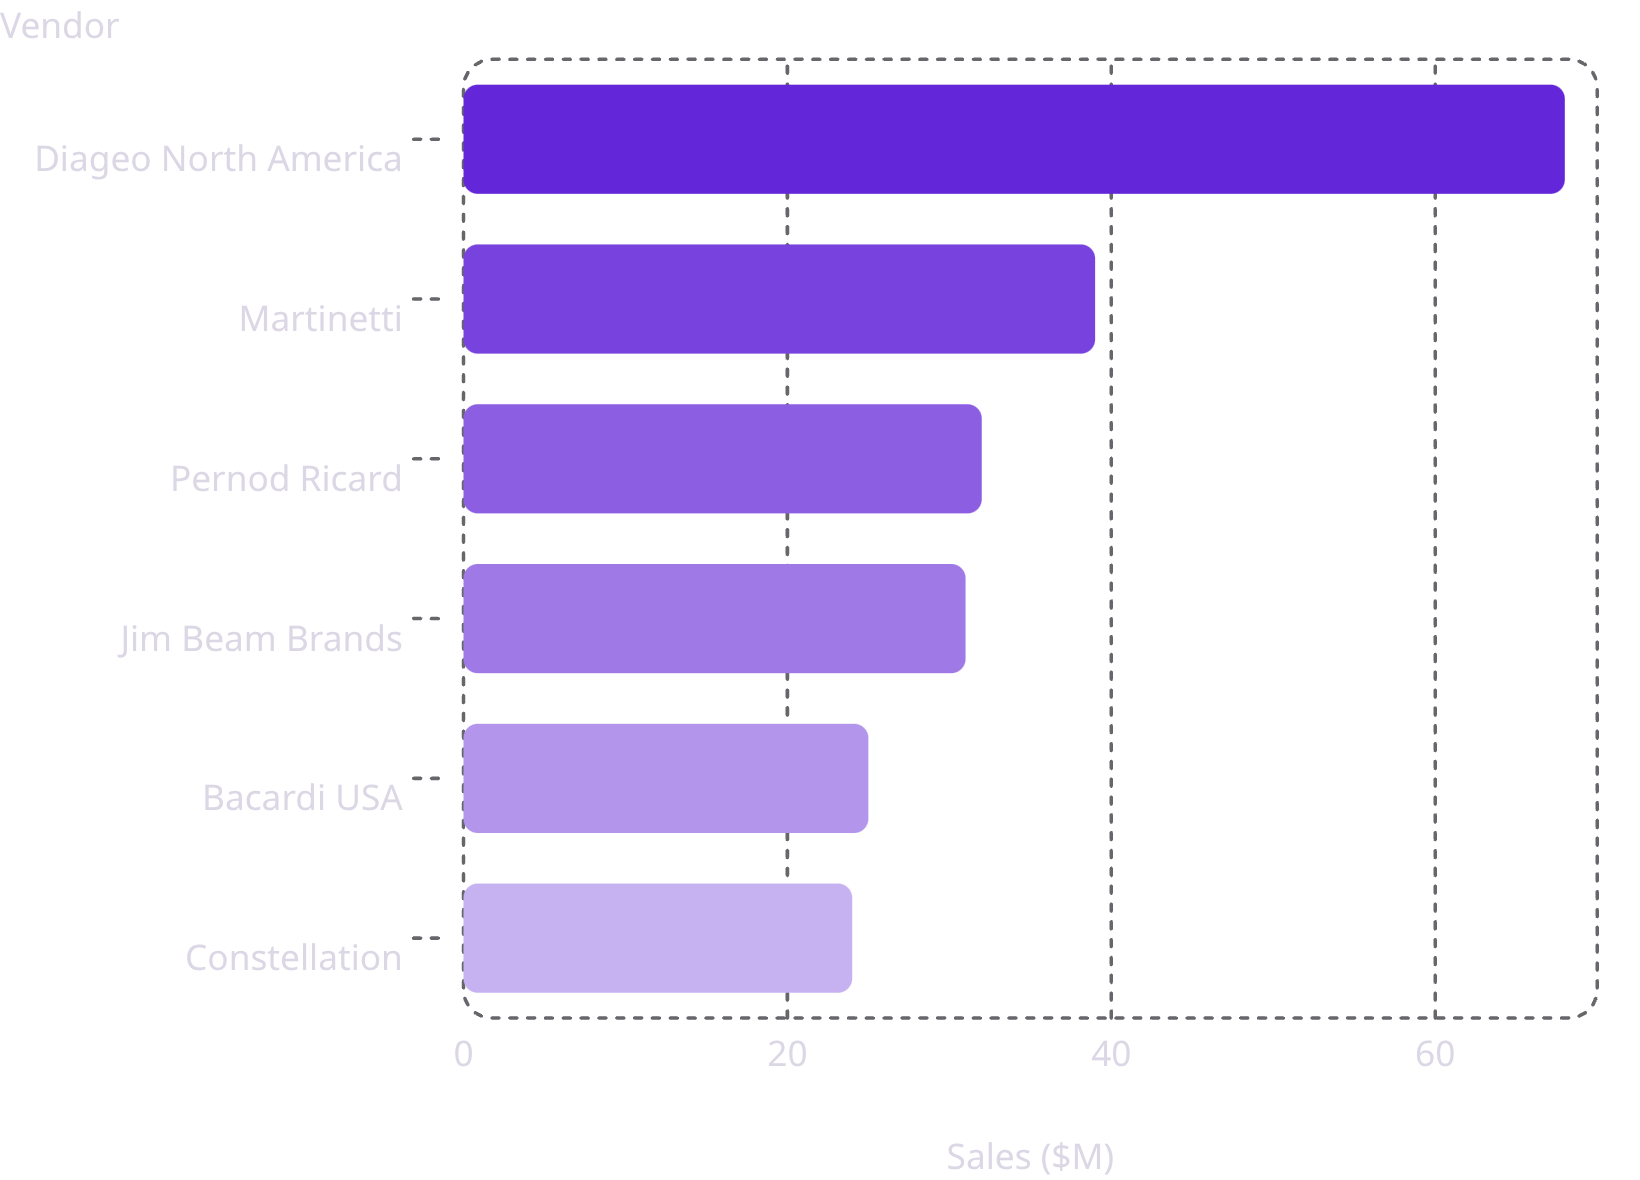 Vendor
Diageo North America
Martinetti
Pernod Ricard
Jim Beam Brands
Bacardi USA
Constellation
0 20 40 60
Sales ($M)